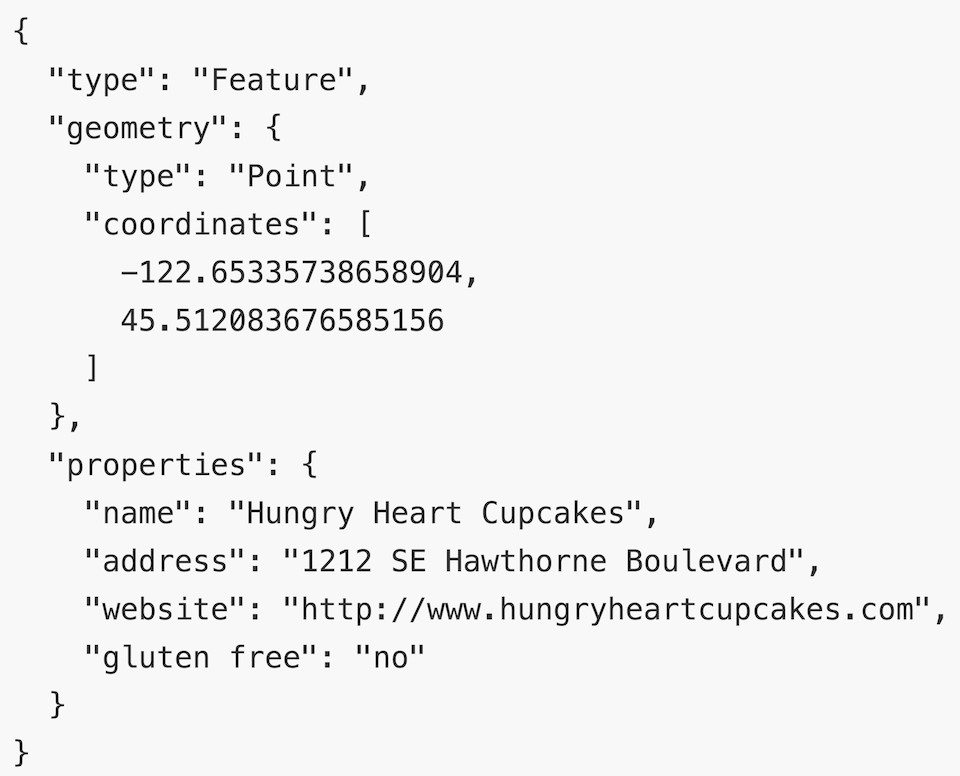 {
  "type": "Feature",
  "geometry": {
    "type": "Point",
    "coordinates": [
      -122.65335738658904,
      45.512083676585156
    ]
  },
  "properties": {
    "name": "Hungry Heart Cupcakes",
    "address": "1212 SE Hawthorne Boulevard",
    "website": "http://www.hungryheartcupcakes.com",
    "gluten free": "no"
  }
}